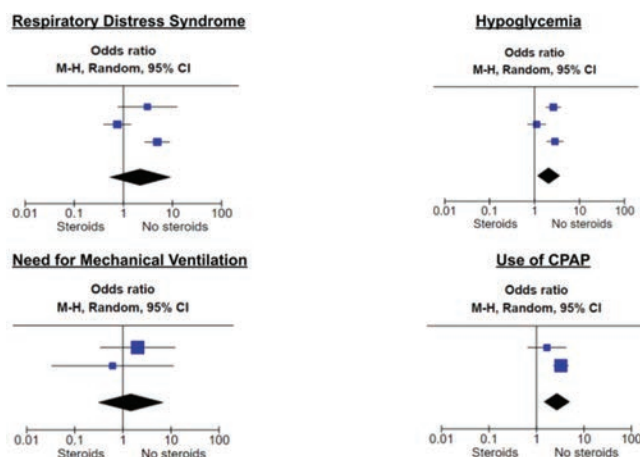 Respiratory Distress Syndrome
Odds ratio
M-H, Random, 95% CI
0.01 0.1 1 10 100
Steroids No steroids
Hypoglycemia
Odds ratio
M-H, Random, 95% CI
0.01 0.1 1 10 100
Steroids No steroids
Need for Mechanical Ventilation
Odds ratio
M-H, Random, 95% CI
0.01 0.1 1 10 100
Steroids No steroids
Use of CPAP
Odds ratio
M-H, Random, 95% CI
0.01 0.1 1 10 100
Steroids No steroids